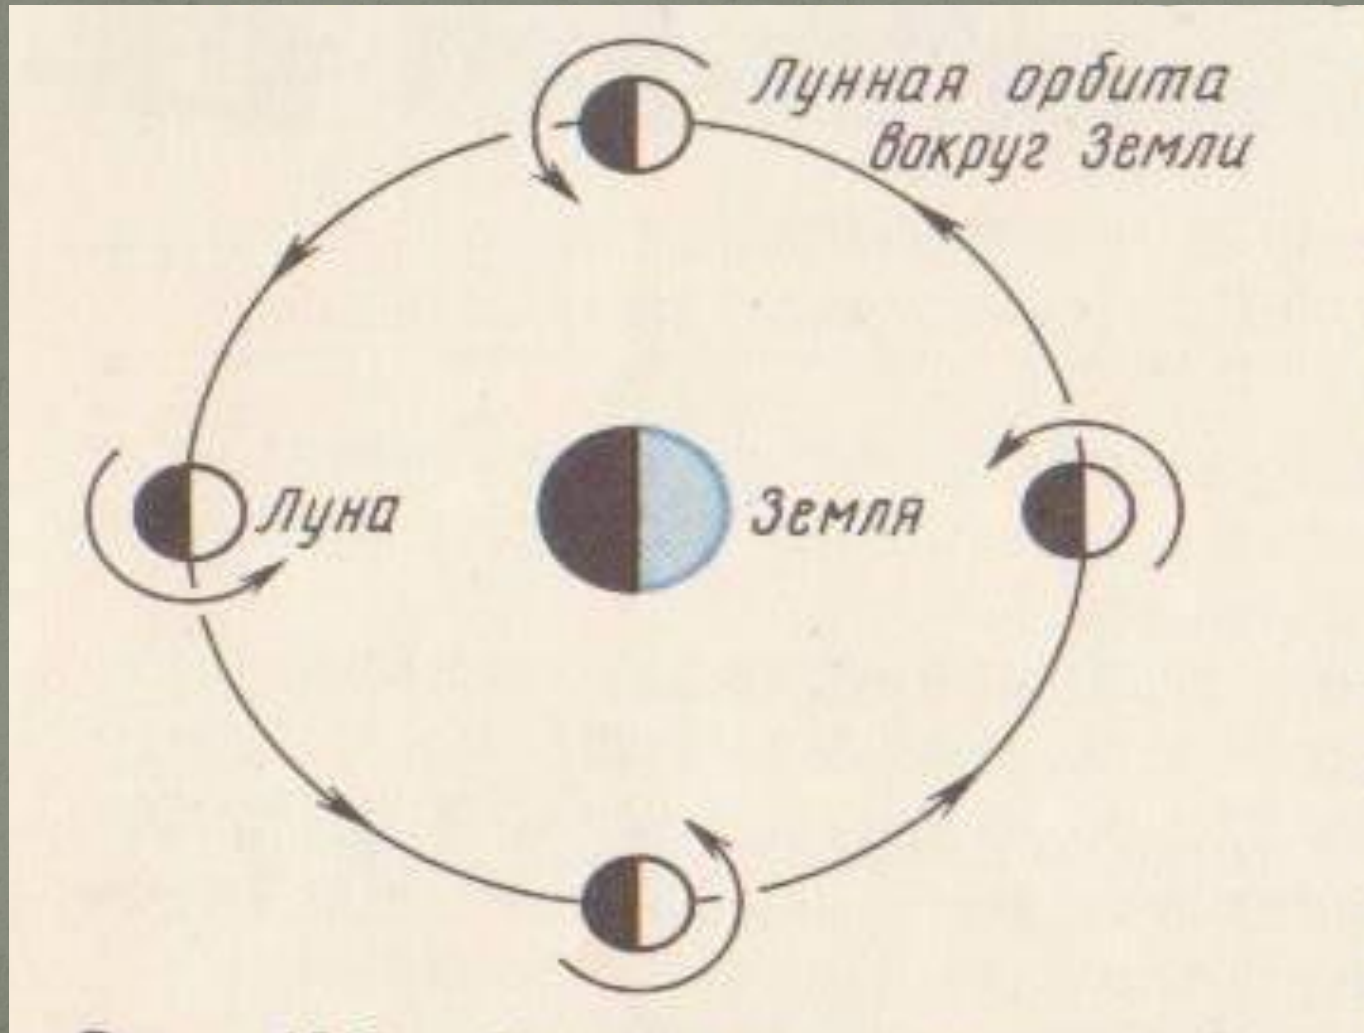 Лунная орбита
вокруг Земли
Луна
Земля